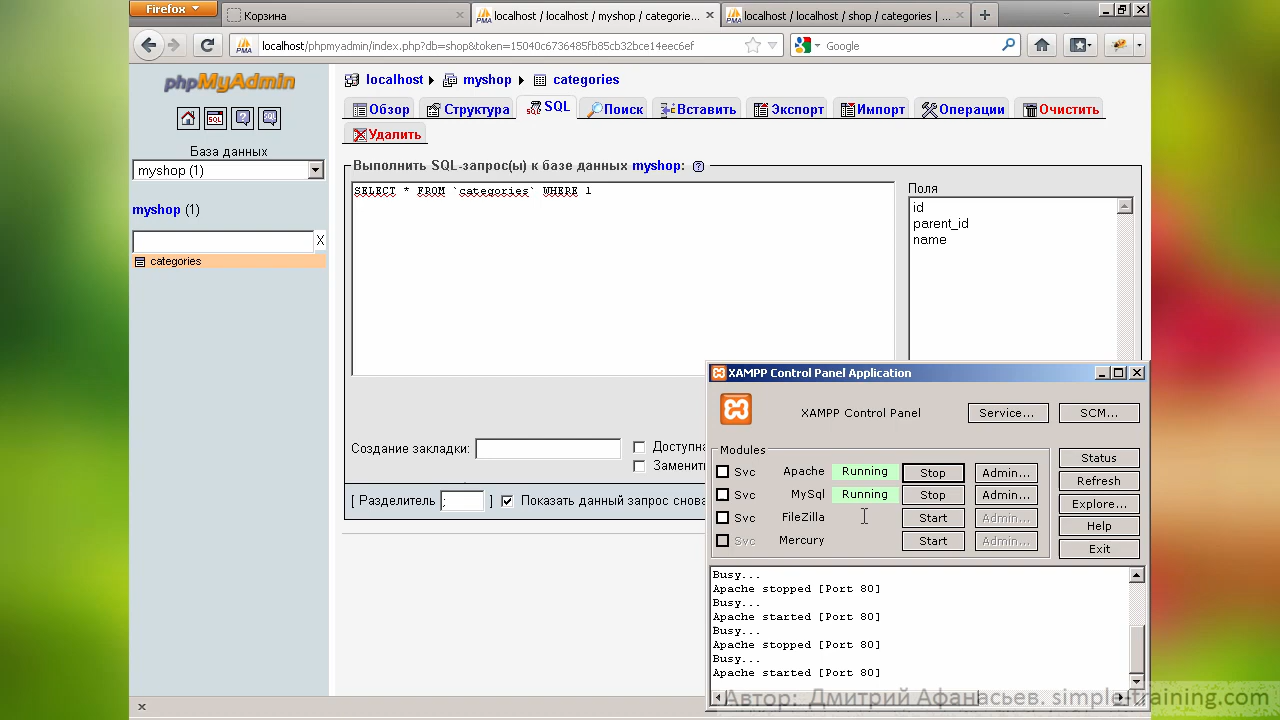 Firefox
Корзина
localhost / localhost / myshop / categorie...
localhost / localhost / shop / categories | ...
localhost/phpmyadmin/index.php?db=shop&token=15040c6736485fb85cb32bce14eec6ef
Google
phpMyAdmin
База данных
myshop (1)
myshop (1)
X
categories
localhost
myshop
categories
Обзор
Структура
SQL
Поиск
Вставить
Экспорт
Импорт
Операции
Очистить
Удалить
Выполнить SQL-запрос(ы) к базе данных myshop:
SELECT * FROM `categories` WHERE 1
Поля
id
parent_id
name
Создание закладки:
Доступна
Заменить
[ Разделитель ; ] Показать данный запрос снова
XAMPP Control Panel Application
XAMPP Control Panel
Service...
SCM...
Modules
Svc Apache Running Stop Admin...
Svc MySql Running Stop Admin...
Svc FileZilla Start Admin...
Svc Mercury Start Admin...
Status
Refresh
Explore...
Help
Exit
Busy...
Apache stopped [Port 80]
Busy...
Apache started [Port 80]
Busy...
Apache stopped [Port 80]
Busy...
Apache started [Port 80]
Автор: Дмитрий Афанасьев. simple-training.com